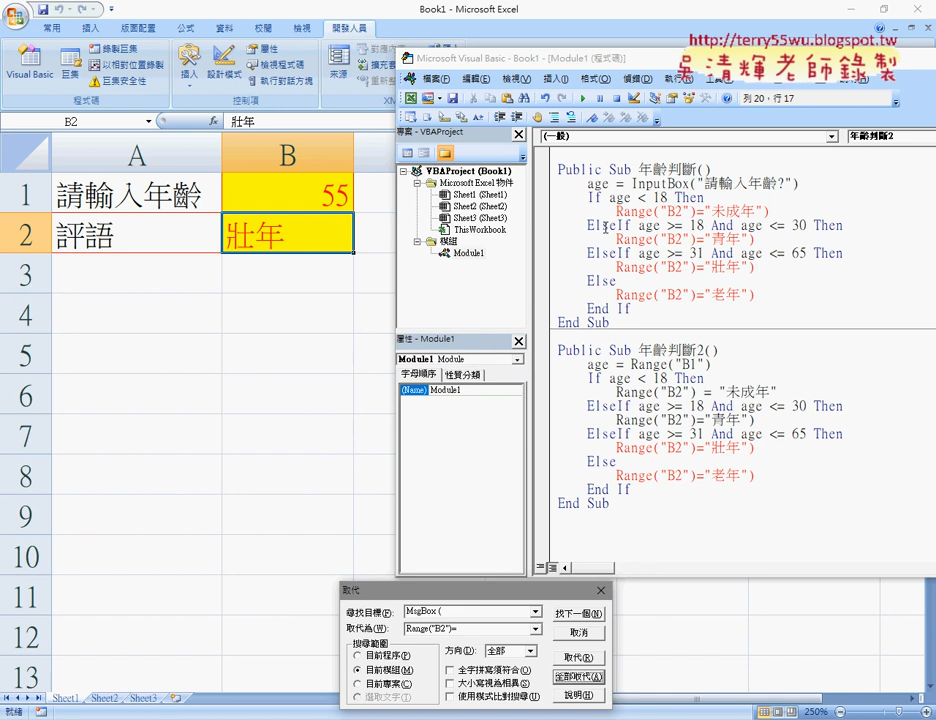 Book1 - Microsoft Excel
常用 插入 版面配置 公式 資料 校閱 檢視 開發人員
Visual Basic 巨集 錄製巨集 以相對位置錄製 巨集安全性 插入 設計模式 屬性 檢視程式碼 執行對話方塊 來源
程式碼 控制項
http://terry55wu.blogspot.tw
吳清輝老師錄製
B2 fx 壯年
A B
1 請輸入年齡 55
2 評語 壯年
3
4
5
6
7
8
9
10
11
12
13
Sheet1 Sheet2 Sheet3
就緒 250%
Microsoft Visual Basic - Book1 - [Module1 (程式碼)]
檔案(F) 編輯(E) 檢視(V) 插入(I) 格式(O) 偵錯(D)
列 20, 行 17
專案 - VBAProject
VBAProject (Book1)
Microsoft Excel 物件
Sheet1 (Sheet1)
Sheet2 (Sheet2)
Sheet3 (Sheet3)
ThisWorkbook
模組
Module1
屬性 - Module1
Module1 Module
字母順序 性質分類
(Name) Module1
(一般) 年齡判斷2
Public Sub 年齡判斷()
age = InputBox("請輸入年齡?")
If age < 18 Then
Range("B2")="未成年")
ElseIf age >= 18 And age <= 30 Then
Range("B2")="青年")
ElseIf age >= 31 And age <= 65 Then
Range("B2")="壯年")
Else
Range("B2")="老年")
End If
End Sub
Public Sub 年齡判斷2()
age = Range("B1")
If age < 18 Then
Range("B2") = "未成年"
ElseIf age >= 18 And age <= 30 Then
Range("B2")="青年")
ElseIf age >= 31 And age <= 65 Then
Range("B2")="壯年")
Else
Range("B2")="老年")
End If
End Sub
取代
尋找目標(F): MsgBox ( 找下一個(N)
取代為(W): Range("B2")= 取消
搜尋範圍
目前程序(P)
目前模組(M)
目前專案(C)
選取文字(T)
方向(D): 全部
全字拼寫須符合(O)
大小寫視為相異(S)
使用模式比對搜尋(U)
取代(R)
全部取代(A)
說明(H)